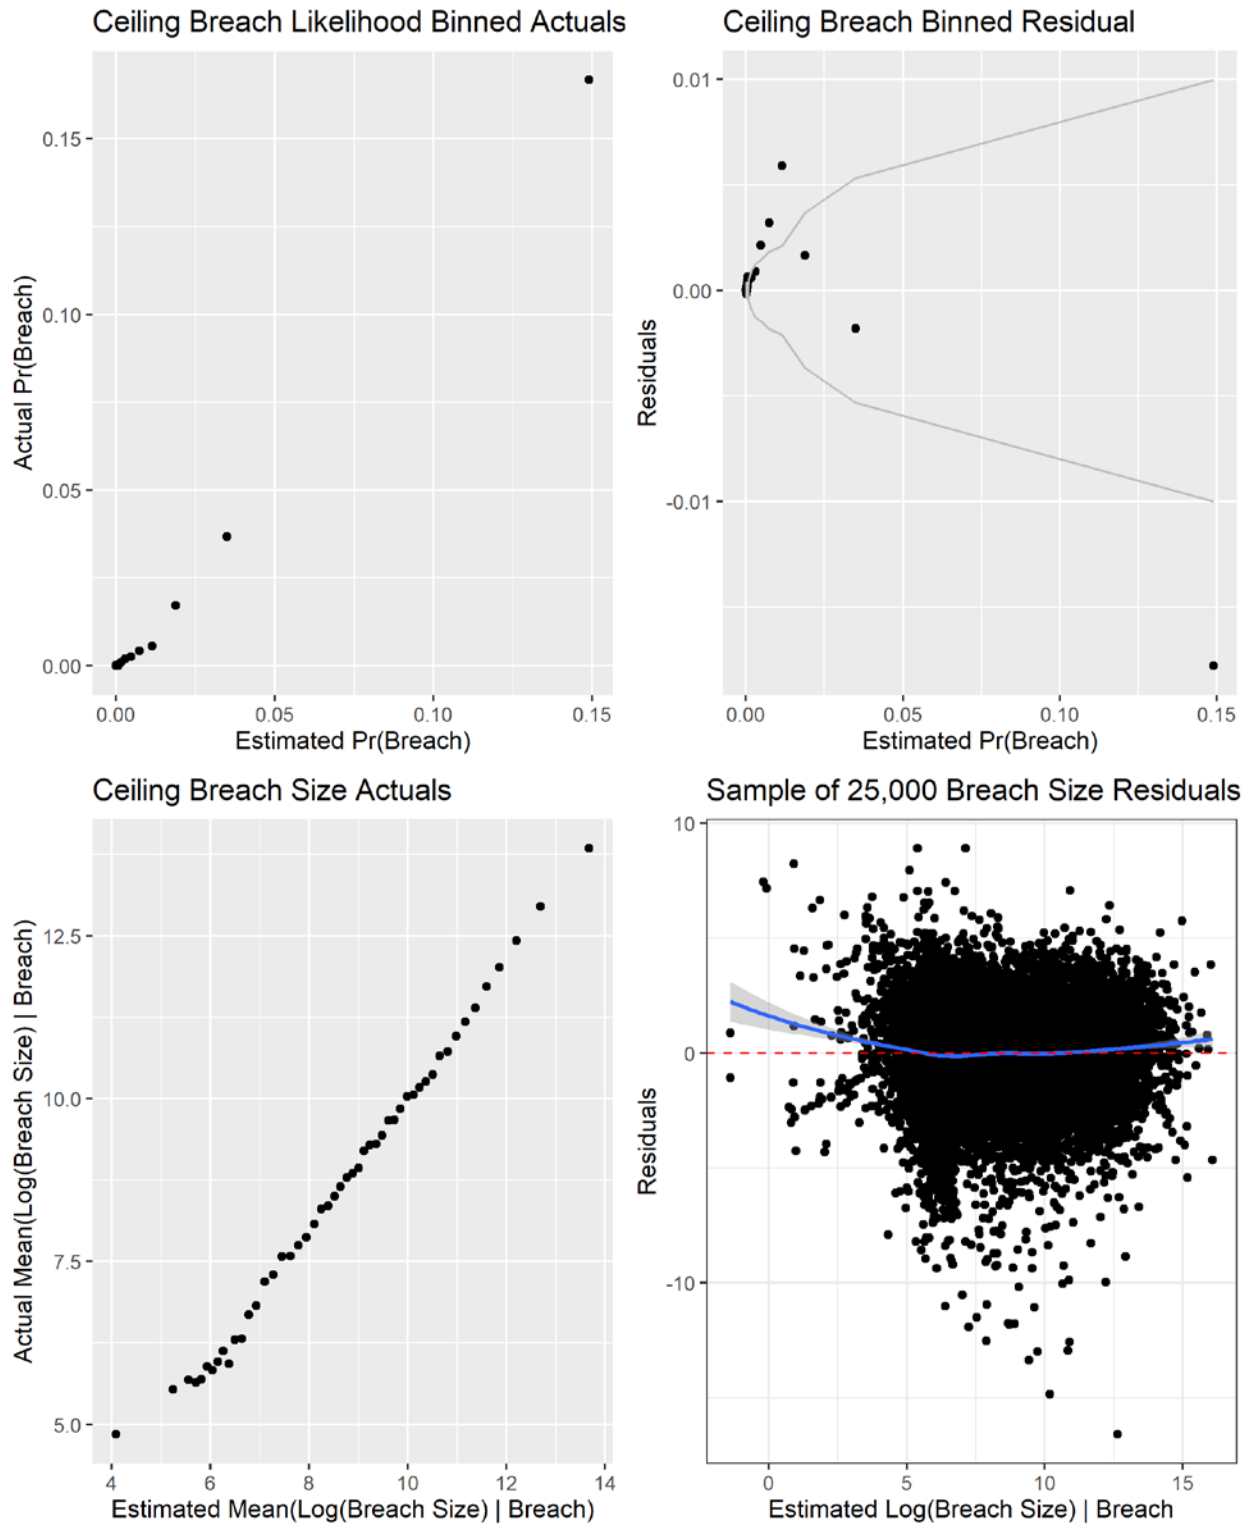 Ceiling Breach Likelihood Binned Actuals
0.15
0.10
0.05
0.00
Actual Pr(Breach)
0.00 0.05 0.10 0.15
Estimated Pr(Breach)
Ceiling Breach Binned Residual
0.01
0.00
-0.01
Residuals
0.00 0.05 0.10 0.15
Estimated Pr(Breach)
Ceiling Breach Size Actuals
12.5
10.0
7.5
5.0
Actual Mean(Log(Breach Size) | Breach)
4 6 8 10 12 14
Estimated Mean(Log(Breach Size) | Breach)
Sample of 25,000 Breach Size Residuals
10
0
-10
Residuals
0 5 10 15
Estimated Log(Breach Size) | Breach